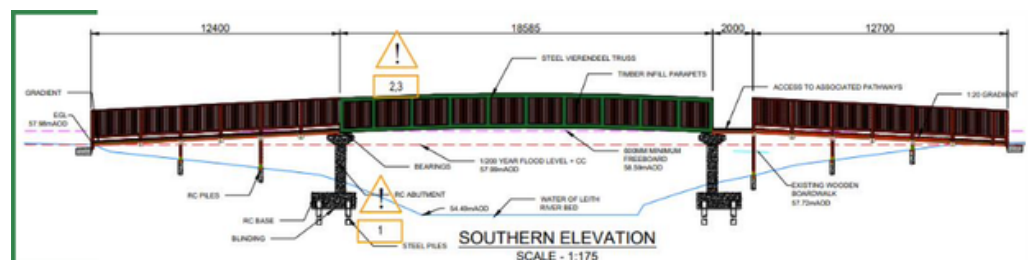 12400
18585
2000
12700
!
2,3
STEEL VIERENDEEL TRUSS
TIMBER INFILL PARAPETS
GRADIENT
ACCESS TO ASSOCIATED PATHWAYS
1:20 GRADIENT
EGL
57.98mAOD
BEARINGS
1/200 YEAR FLOOD LEVEL + CC
57.99mAOD
600MM MINIMUM
FREEBOARD
58.59mAOD
RC PILES
!
RC ABUTMENT
1
54.49mAOD
WATER OF LEITH
RIVER BED
EXISTING WOODEN
BOARDWALK
57.72mAOD
RC BASE
BLINDING
STEEL PILES
SOUTHERN ELEVATION
SCALE - 1:175